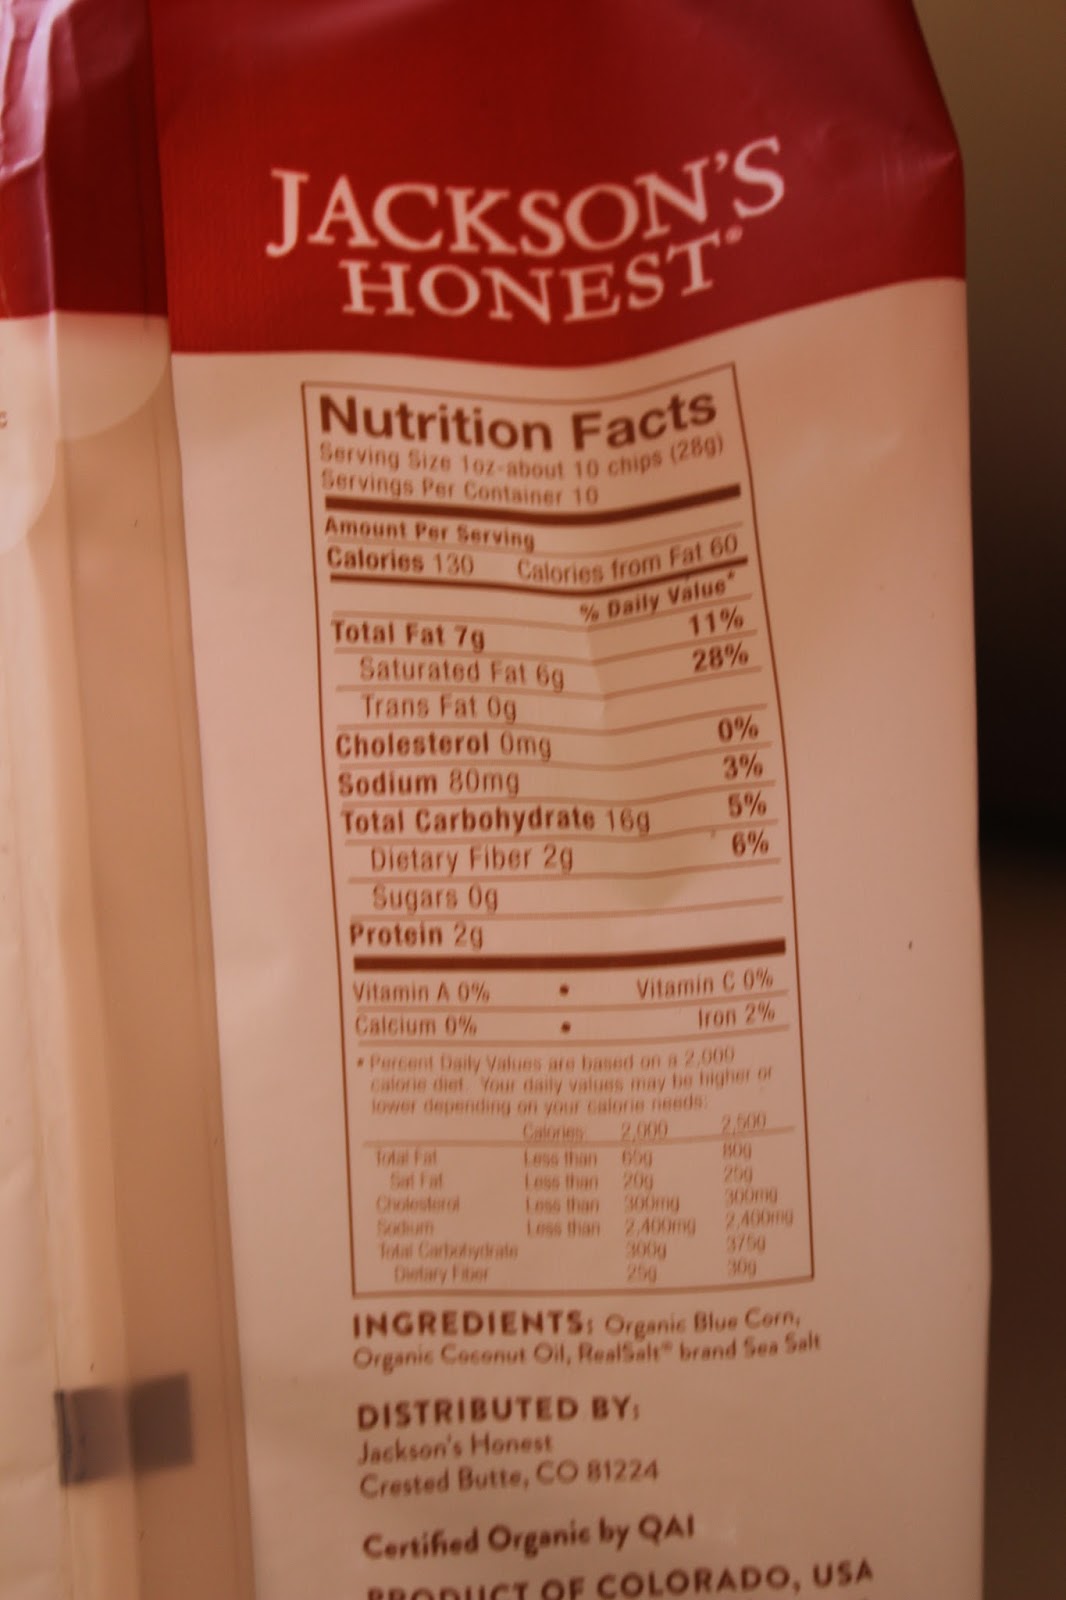 JACKSON'S
HONEST®
Nutrition Facts
Serving Size 1oz-about 10 chips (28g)
Servings Per Container 10
Amount Per Serving
Calories 130 Calories from Fat 60
% Daily Value*
Total Fat 7g 11%
Saturated Fat 6g 28%
Trans Fat 0g
Cholesterol 0mg 0%
Sodium 80mg 3%
Total Carbohydrate 16g 5%
Dietary Fiber 2g 6%
Sugars 0g
Protein 2g
Vitamin A 0% • Vitamin C 0%
Calcium 0% • Iron 2%
* Percent Daily Values are based on a 2,000
calorie diet. Your daily values may be higher or
lower depending on your calorie needs:
Calories: 2,000 2,500
Total Fat Less than 65g 80g
Sat Fat Less than 20g 25g
Cholesterol Less than 300mg 300mg
Sodium Less than 2,400mg 2,400mg
Total Carbohydrate 300g 375g
Dietary Fiber 25g 30g
INGREDIENTS: Organic Blue Corn,
Organic Coconut Oil, RealSalt® brand Sea Salt
DISTRIBUTED BY:
Jackson's Honest
Crested Butte, CO 81224
Certified Organic by QAI
PRODUCT OF COLORADO, USA